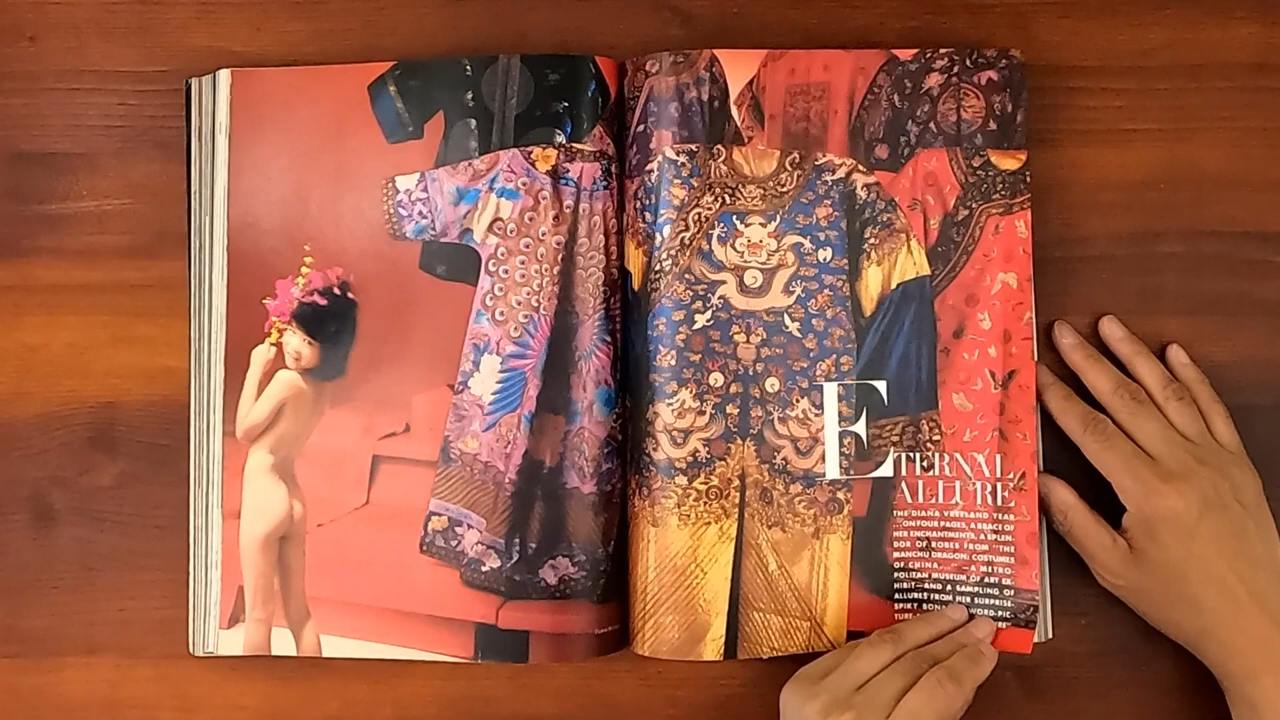 ETERNAL
ALLURE
THE DIANA VREELAND YEAR
...ON FOUR PAGES, A BRACE OF
HER ENCHANTMENTS, A SPLEN-
DOR OF ROBES FROM "THE
MANCHU DRAGON: COSTUMES
OF CHINA..."—A METRO-
POLITAN MUSEUM OF ART EX-
HIBIT—AND A SAMPLING OF
ALLURES FROM HER SURPRISE-
SPIKY WORD-PIC-
TURE